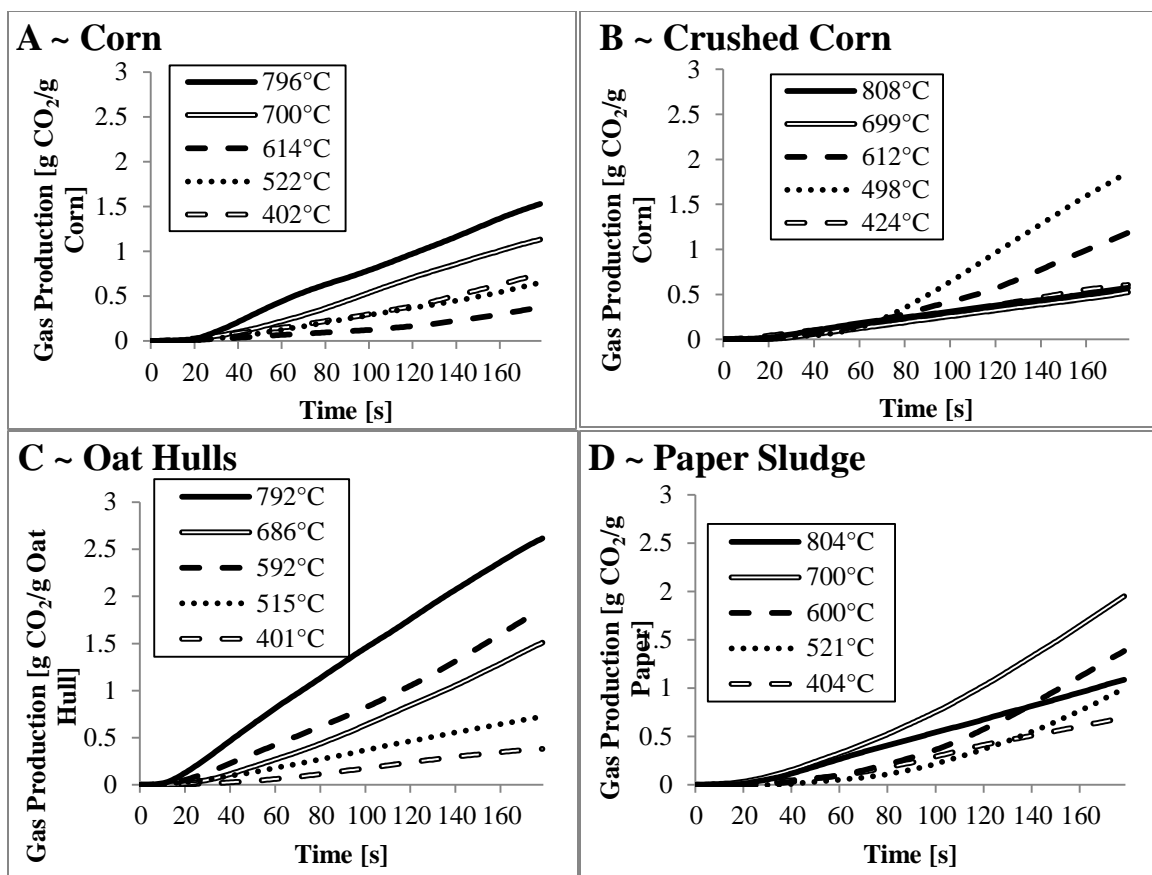 A ~ Corn
Gas Production [g CO₂/g
Corn]
3
2.5
2
1.5
1
0.5
0
796°C
700°C
614°C
522°C
402°C
0 20 40 60 80 100 120 140 160
Time [s]
B ~ Crushed Corn
Gas Production [g CO₂/g
Corn]
3
2.5
2
1.5
1
0.5
0
808°C
699°C
612°C
498°C
424°C
0 20 40 60 80 100 120 140 160
Time [s]
C ~ Oat Hulls
Gas Production [g CO₂/g Oat
Hull]
3
2.5
2
1.5
1
0.5
0
792°C
686°C
592°C
515°C
401°C
0 20 40 60 80 100 120 140 160
Time [s]
D ~ Paper Sludge
Gas Production [g CO₂/g
Paper]
3
2.5
2
1.5
1
0.5
0
804°C
700°C
600°C
521°C
404°C
0 20 40 60 80 100 120 140 160
Time [s]